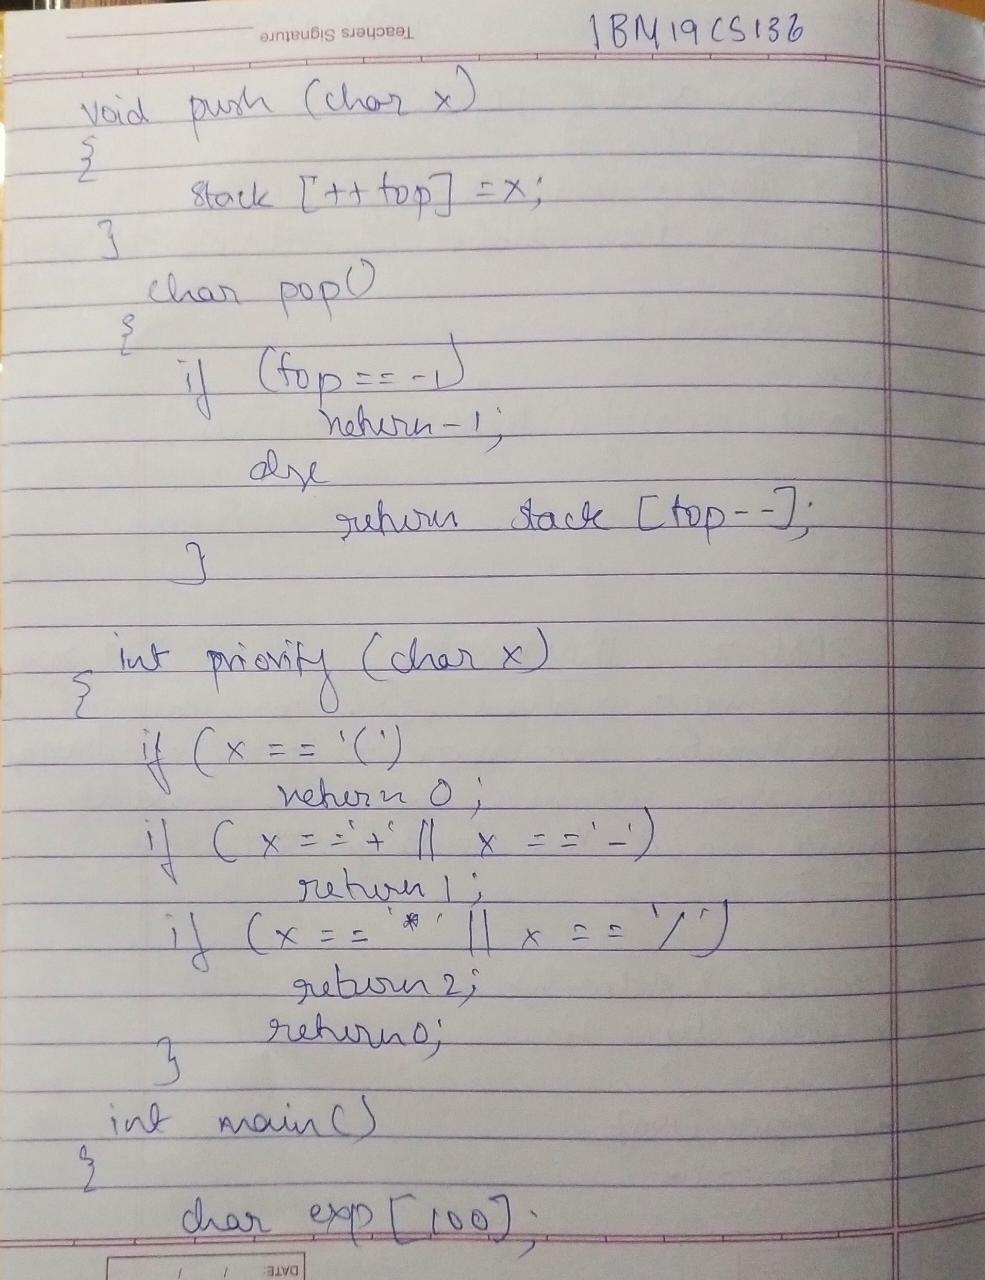 Teachers Signature
1BM19CS136
void push (char x)
{
stack [++top] = x;
}
char pop()
{
if (top == -1)
return -1;
else
return stack [top--];
}
int priority (char x)
{
if (x == '(')
return 0;
if (x == '+' || x == '-')
return 1;
if (x == '*' || x == '/')
return 2;
return 0;
}
int main()
{
char exp [100];
DATE: / /